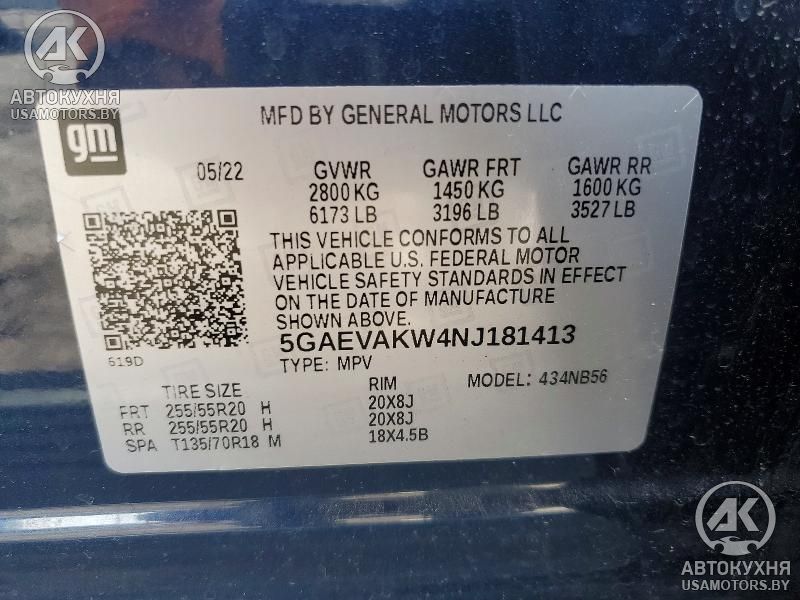 AK
АВТОКУХНЯ
USAMOTORS.BY
gm
MFD BY GENERAL MOTORS LLC
05/22 GVWR GAWR FRT GAWR RR
2800 KG 1450 KG 1600 KG
6173 LB 3196 LB 3527 LB
THIS VEHICLE CONFORMS TO ALL
APPLICABLE U.S. FEDERAL MOTOR
VEHICLE SAFETY STANDARDS IN EFFECT
ON THE DATE OF MANUFACTURE
SHOWN ABOVE.
5GAEVAKW4NJ181413
619D
TYPE: MPV
TIRE SIZE RIM MODEL: 434NB56
FRT 255/55R20 H 20X8J
RR 255/55R20 H 20X8J
SPA T135/70R18 M 18X4.5B
AK
АВТОКУХНЯ
USAMOTORS.BY